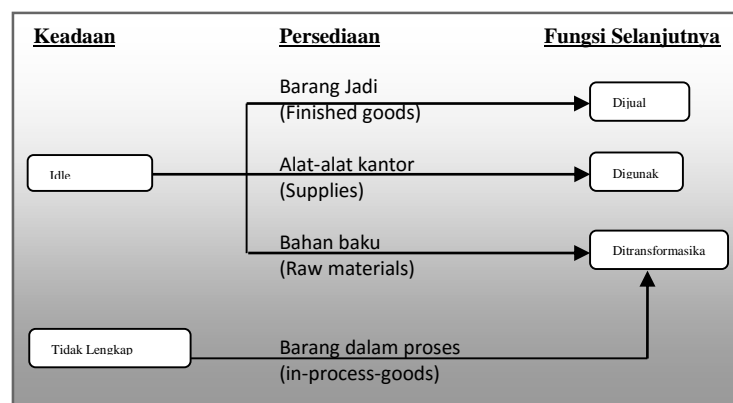 Keadaan Persediaan Fungsi Selanjutnya
Barang Jadi
(Finished goods)
Dijual
Idle
Alat-alat kantor
(Supplies)
Digunak
Bahan baku
(Raw materials)
Ditransformasika
Tidak Lengkap
Barang dalam proses
(in-process-goods)